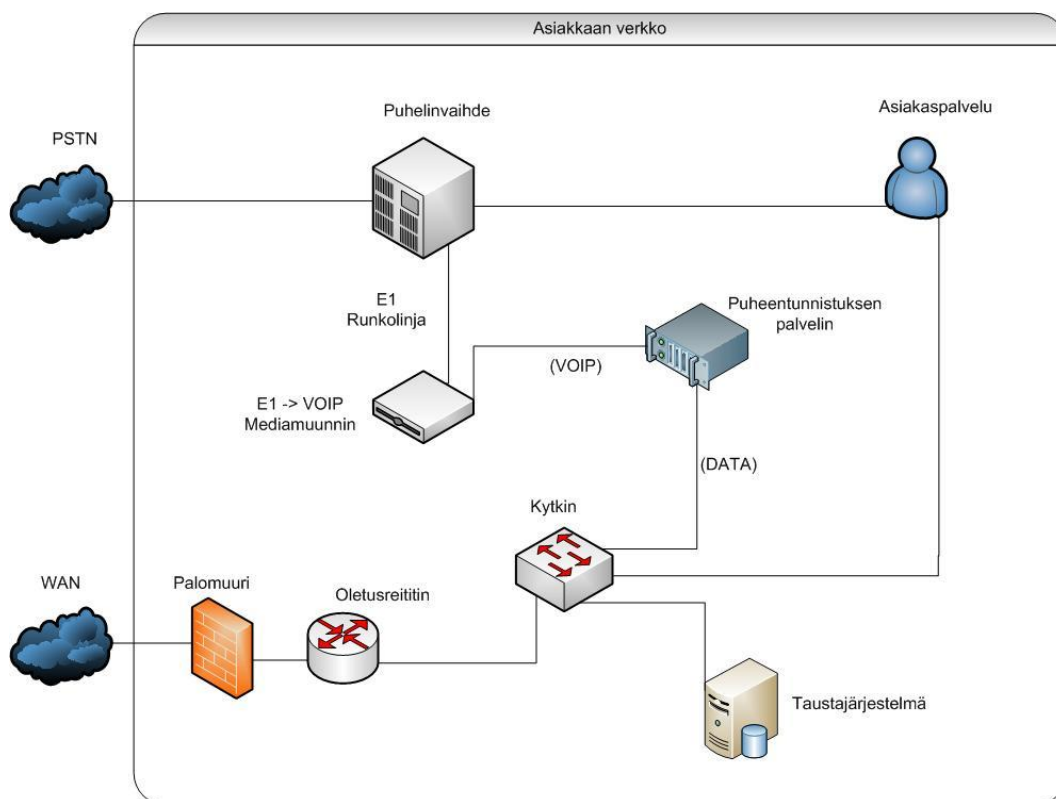 Asiakkaan verkko
Puhelinvaihde
Asiakaspalvelu
PSTN
E1
Runkolinja
Puheentunnistuksen
palvelin
(VOIP)
E1 -> VOIP
Mediamuunnin
(DATA)
Kytkin
WAN
Palomuuri
Oletusreititin
Taustajärjestelmä